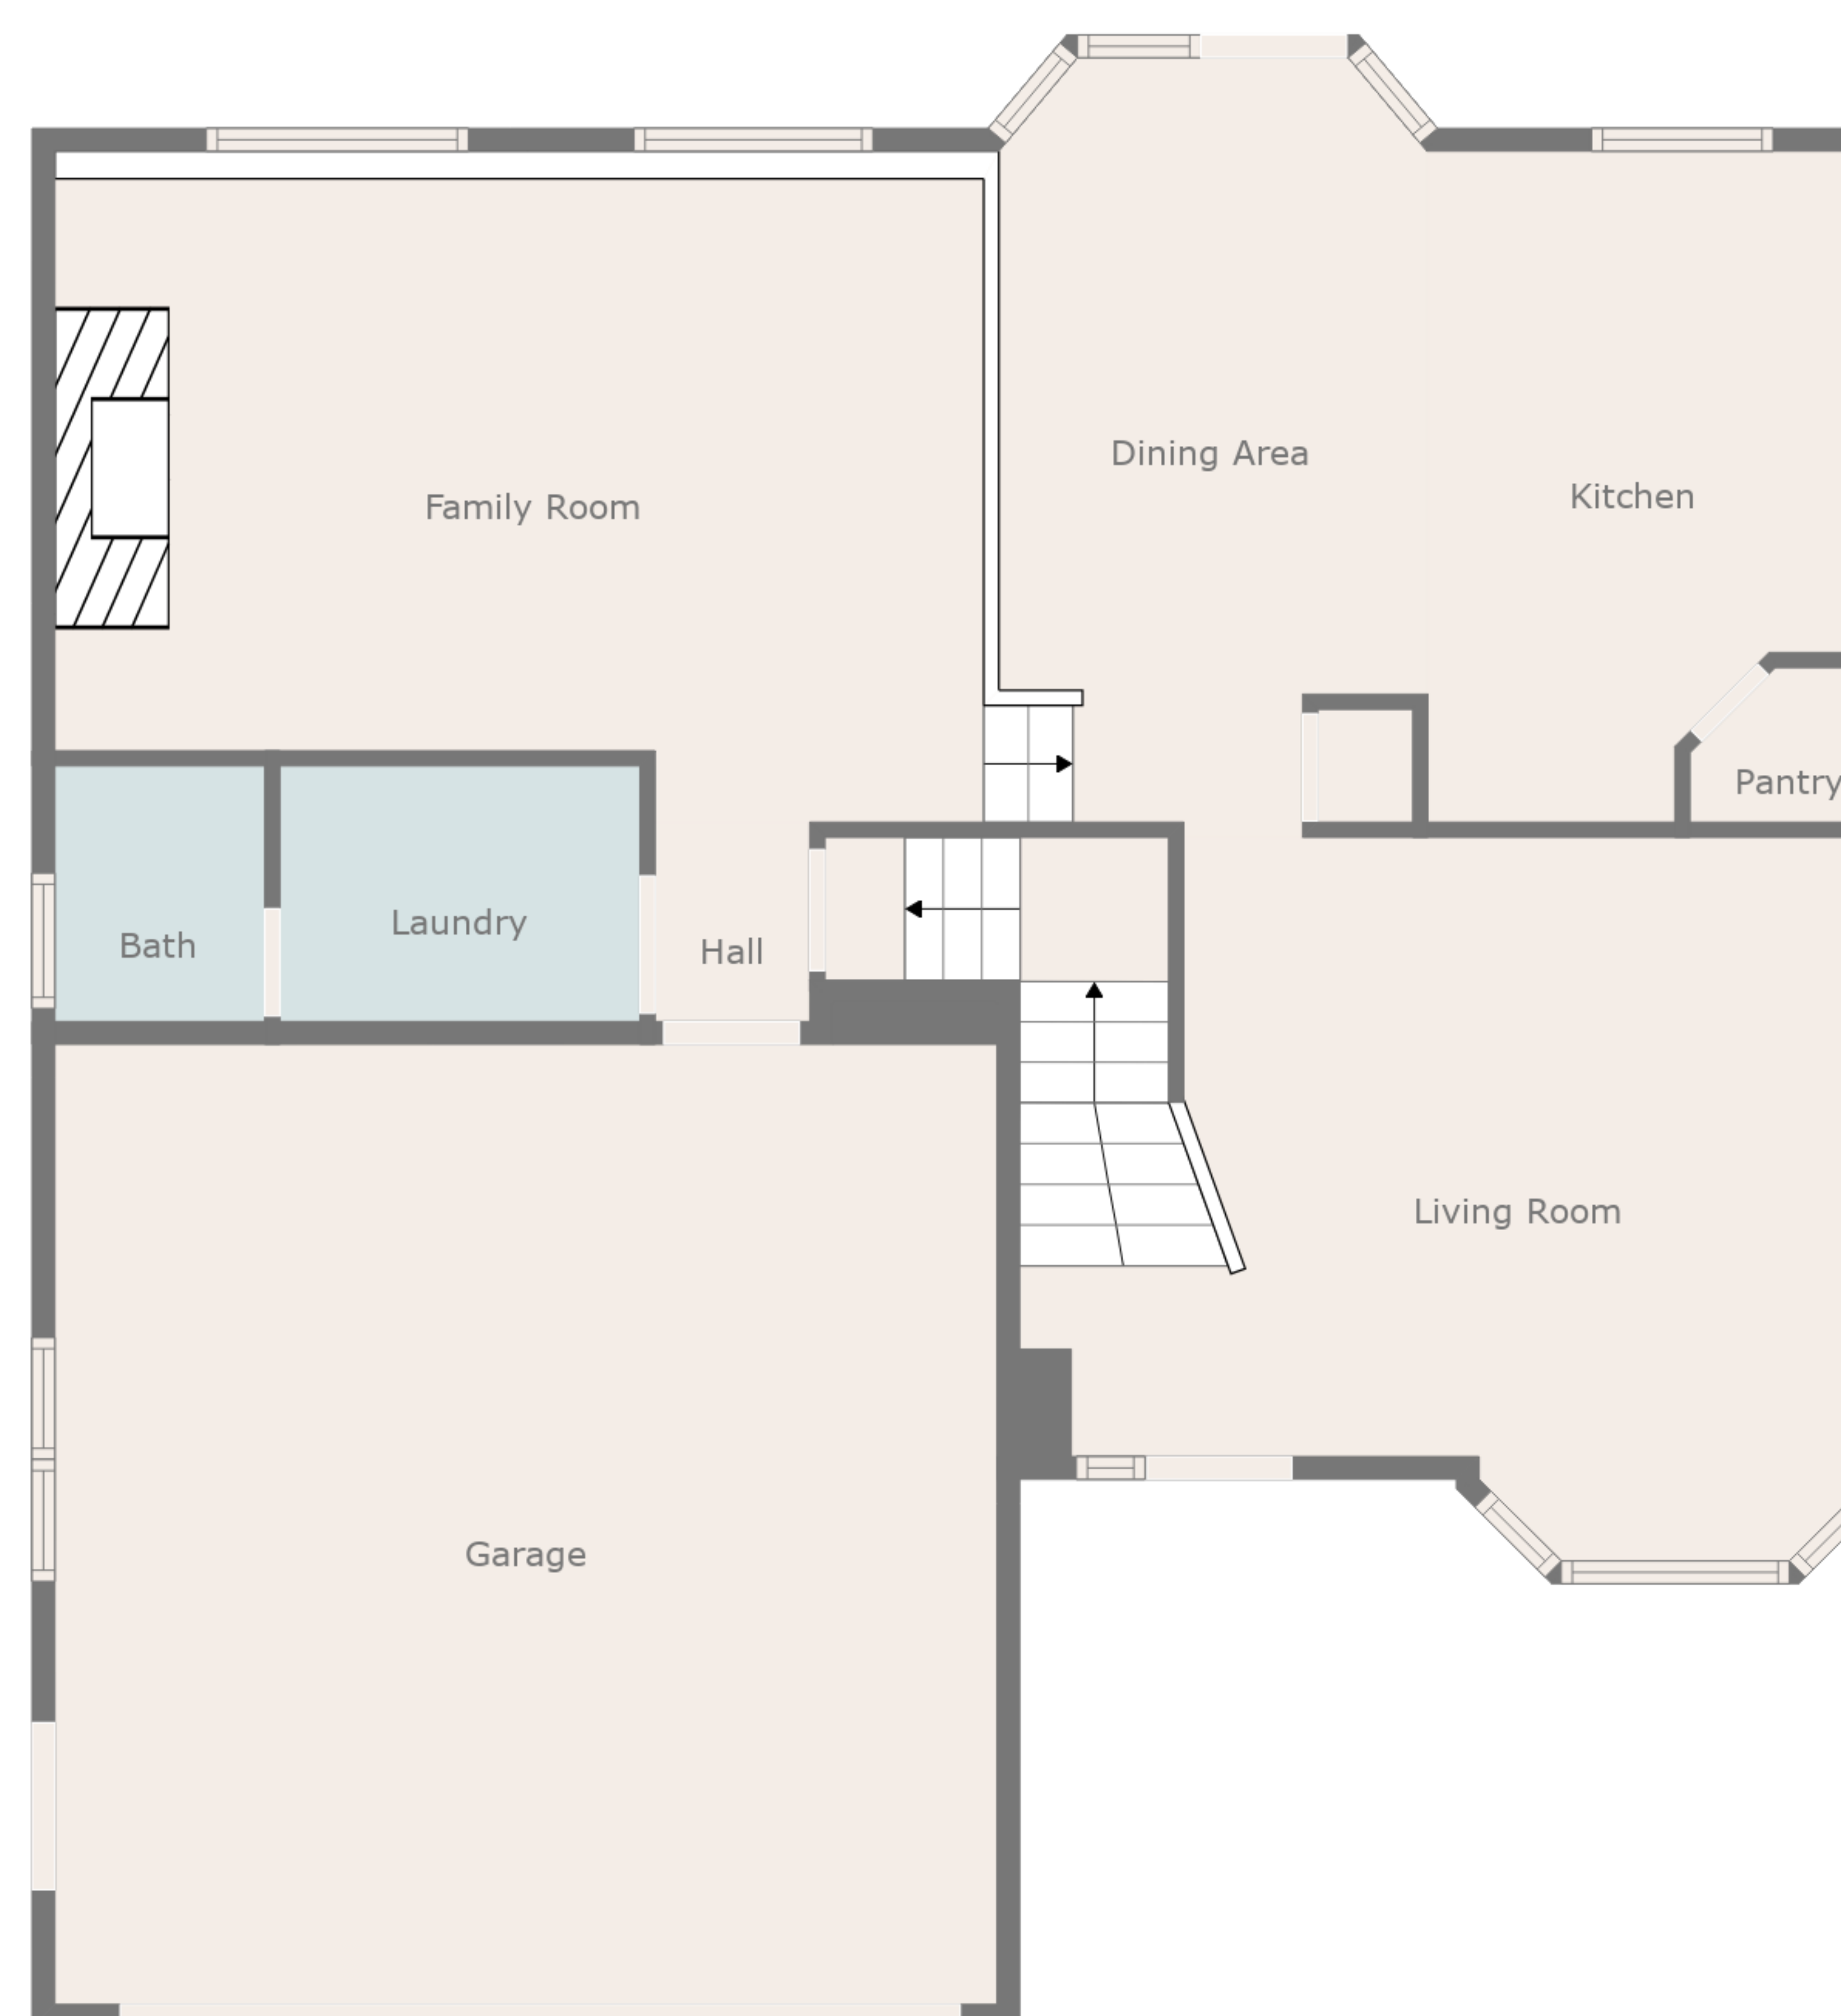 Dining Area
Kitchen
Family Room
Pantry
Laundry
Bath
Hall
Living Room
Garage